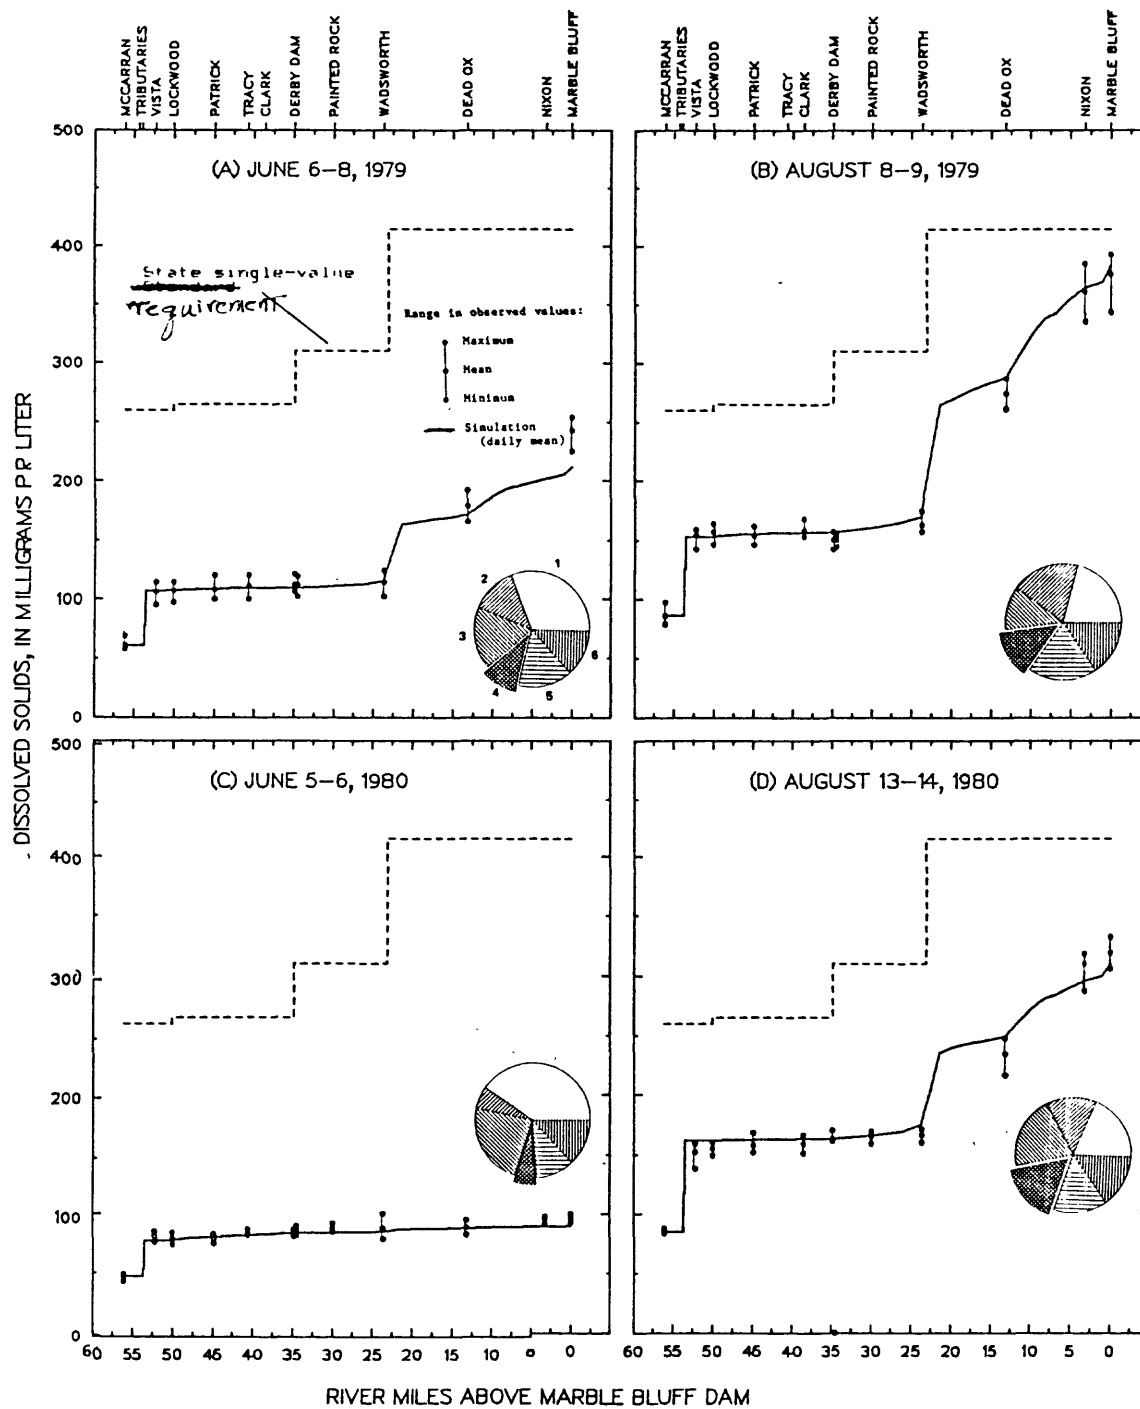 MCCARRAN
TRIBUTARIES
VISTA
LOCKWOOD
PATRICK
TRACY
CLARK
DERBY DAM
PAINTED ROCK
WADSWORTH
DEAD OX
NIXON
MARBLE BLUFF
MCCARRAN
TRIBUTARIES
VISTA
LOCKWOOD
PATRICK
TRACY
CLARK
DERBY DAM
PAINTED ROCK
WADSWORTH
DEAD OX
NIXON
MARBLE BLUFF
DISSOLVED SOLIDS, IN MILLIGRAMS P R LITER
500
400
300
200
100
0
(A) JUNE 6–8, 1979
State single-value
requirement
Range in observed values:
Maximum
Mean
Minimum
Simulation
(daily mean)
1
2
3
4
5
6
(B) AUGUST 8–9, 1979
500
400
300
200
100
0
(C) JUNE 5–6, 1980
(D) AUGUST 13–14, 1980
60 55 50 45 40 35 30 25 20 15 10 5 0
60 55 50 45 40 35 30 25 20 15 10 5 0
RIVER MILES ABOVE MARBLE BLUFF DAM